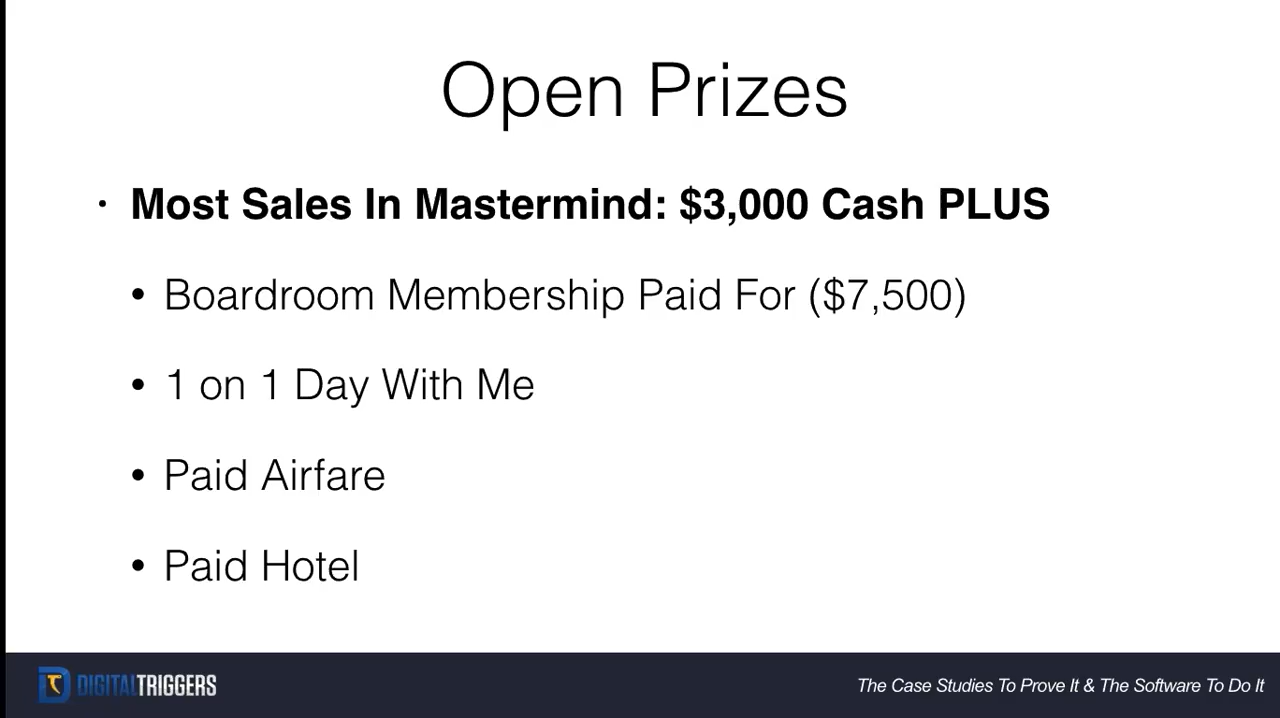 Open Prizes
• Most Sales In Mastermind: $3,000 Cash PLUS
• Boardroom Membership Paid For ($7,500)
• 1 on 1 Day With Me
• Paid Airfare
• Paid Hotel
DIGITALTRIGGERS
The Case Studies To Prove It & The Software To Do It